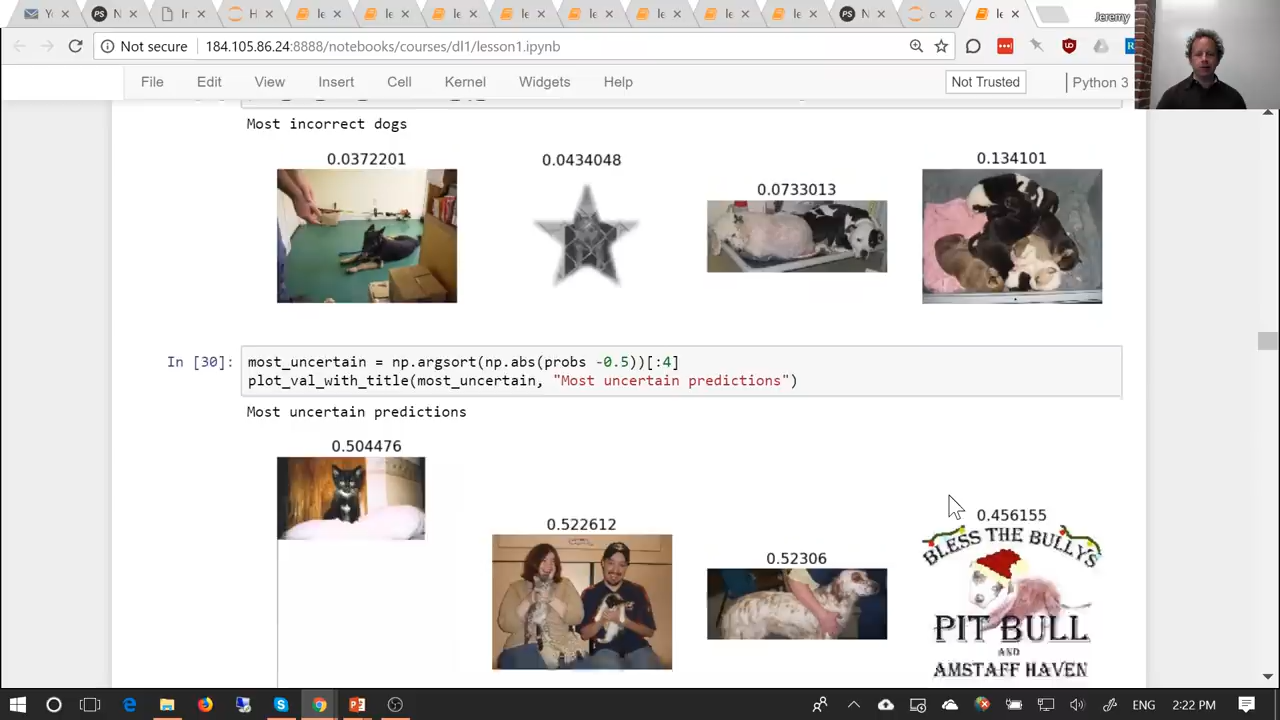 Jeremy
Not secure
184.105.86.24:8888/notebooks/courses/dl1/lesson1.ipynb
File Edit View Insert Cell Kernel Widgets Help Not Trusted Python 3
Most incorrect dogs
0.0372201 0.0434048 0.0733013 0.134101
In [30]: most_uncertain = np.argsort(np.abs(probs -0.5))[:4]
plot_val_with_title(most_uncertain, "Most uncertain predictions")
Most uncertain predictions
0.504476
0.522612
0.52306
0.456155
BLESS THE BULLYS
PIT BULL
AND
AMSTAFF HAVEN
ENG 2:22 PM